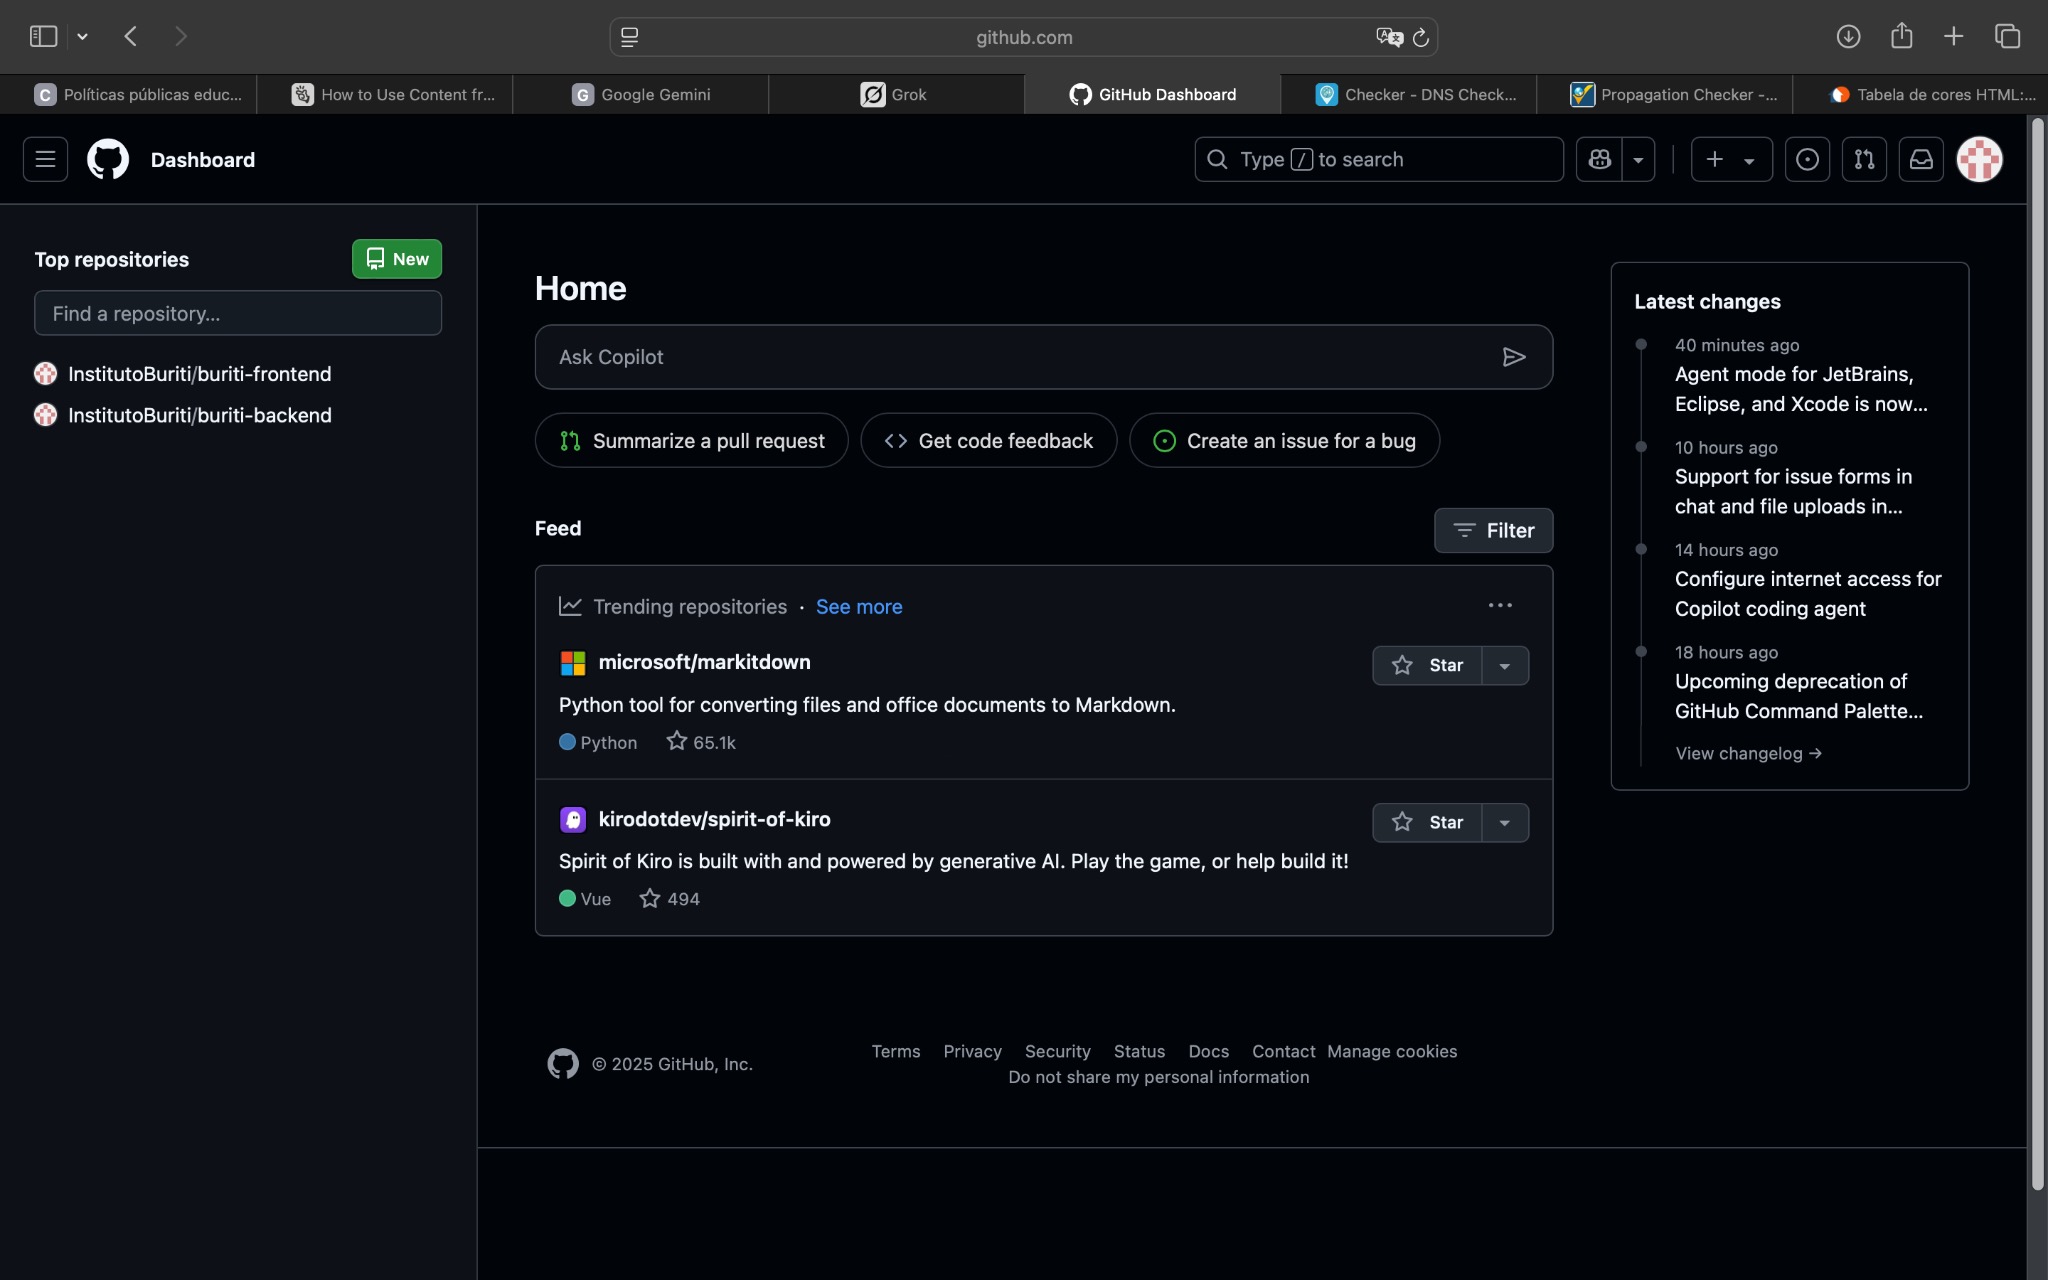 github.com
C Políticas públicas educ...
How to Use Content fr...
G Google Gemini
Grok
GitHub Dashboard
Checker - DNS Check...
Propagation Checker -...
Tabela de cores HTML:...
Dashboard
Type / to search
Top repositories
New
Find a repository...
InstitutoBuriti/buriti-frontend
InstitutoBuriti/buriti-backend
Home
Ask Copilot
Summarize a pull request
Get code feedback
Create an issue for a bug
Feed
Filter
Trending repositories · See more
microsoft/markitdown
Star
Python tool for converting files and office documents to Markdown.
Python 65.1k
kirodotdev/spirit-of-kiro
Star
Spirit of Kiro is built with and powered by generative AI. Play the game, or help build it!
Vue 494
Latest changes
40 minutes ago
Agent mode for JetBrains,
Eclipse, and Xcode is now...
10 hours ago
Support for issue forms in
chat and file uploads in...
14 hours ago
Configure internet access for
Copilot coding agent
18 hours ago
Upcoming deprecation of
GitHub Command Palette...
View changelog →
© 2025 GitHub, Inc.
Terms Privacy Security Status Docs Contact Manage cookies
Do not share my personal information